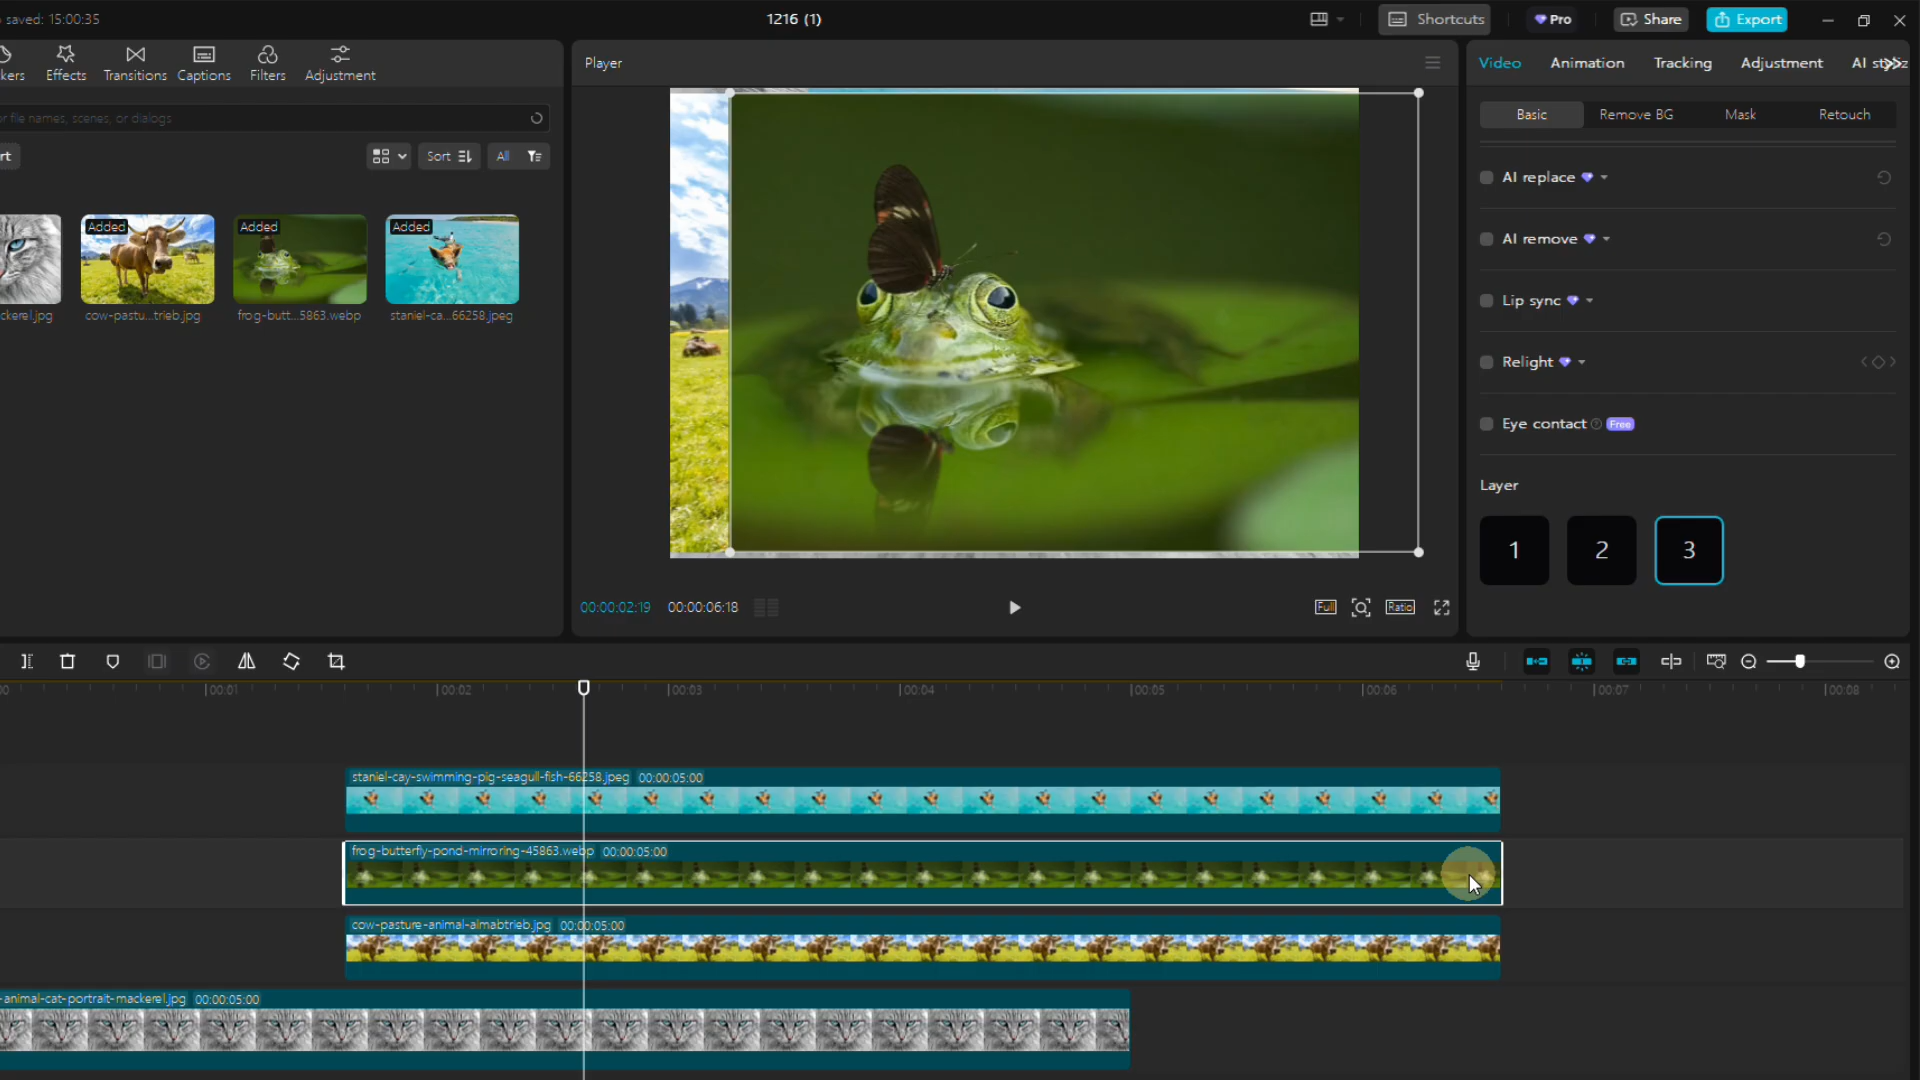 saved: 15:00:35
1216 (1)
Shortcuts
Pro
Share
Export
kers
Effects
Transitions
Captions
Filters
Adjustment
Player
Video
Animation
Tracking
Adjustment
or file names, scenes, or dialogs
rt
Sort
All
Basic
Remove BG
Mask
Retouch
AI replace
AI remove
Lip sync
Relight
Eye contact
Free
Layer
1
2
3
Added
Added
Added
ckerel.jpg
cow-pastu...trieb.jpg
frog-butt...5863.webp
staniel-ca...66258.jpeg
00:00:02:19
00:00:06:18
Full
Ratio
00:01
00:02
00:03
00:04
00:05
00:06
00:07
00:08
staniel-cay-swimming-pig-seagull-fish-66258.jpeg 00:00:05:00
frog-butterfly-pond-mirroring-45863.webp 00:00:05:00
cow-pasture-animal-almabtrieb.jpg 00:00:05:00
-animal-cat-portrait-mackerel.jpg 00:00:05:00